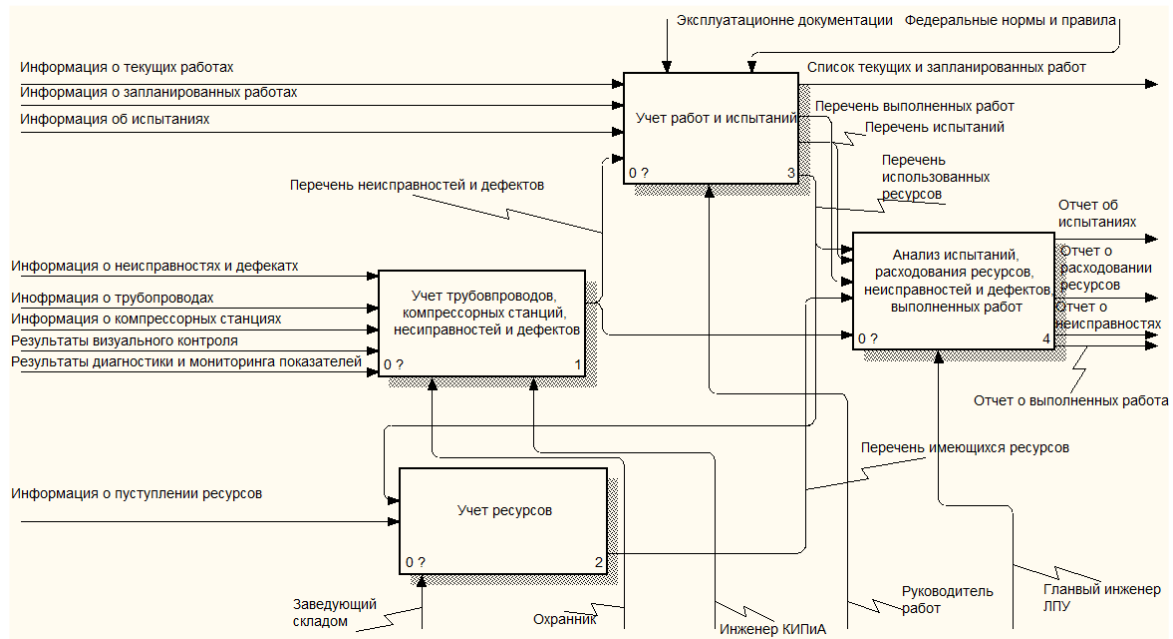 Эксплуатационне документации
Федеральные нормы и правила
Информация о текущих работах
Информация о запланированных работах
Информация об испытаниях
Учет работ и испытаний
0 ?
3
Список текущих и запланированных работ
Перечень выполненных работ
Перечень испытаний
Перечень
использованных
ресурсов
Перечень неисправностей и дефектов
Отчет об
испытаниях
Отчет о
расходовании
ресурсов
Отчет о
неисправностях
Анализ испытаний,
расходования ресурсов,
неисправностей и дефектов,
выполненных работ
0 ?
4
Информация о неисправностях и дефекатх
Инофрмация о трубопроводах
Информация о компрессорных станциях
Результаты визуального контроля
Результаты диагностики и мониторинга показателей
Учет трубовпроводов,
компрессорных станций,
несиправностей и дефектов
0 ?
1
Отчет о выполненных работа
Перечень имеющихся ресурсов
Информация о пуступлении ресурсов
Учет ресурсов
0 ?
2
Заведующий
складом
Охранник
Инженер КИПиА
Руководитель
работ
Гланвый инженер
ЛПУ